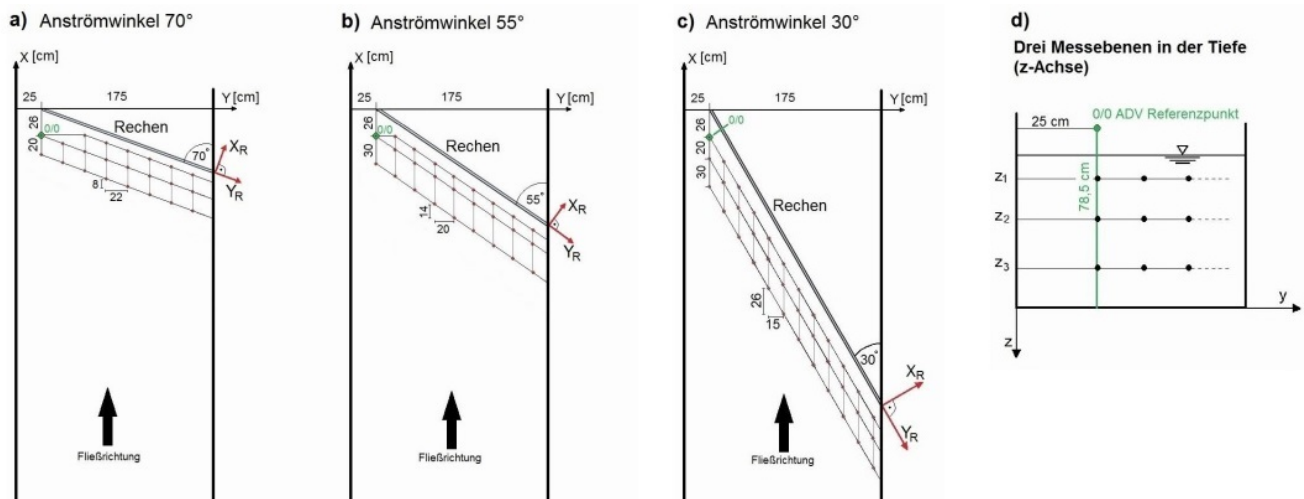 a) Anströmwinkel 70°
X [cm]
25
175
Y[cm]
26
0/0
20
Rechen
70°
8
22
X_R
Y_R
Fließrichtung
b) Anströmwinkel 55°
X [cm]
25
175
Y[cm]
26
0/0
30
Rechen
55°
14
20
X_R
Y_R
Fließrichtung
c) Anströmwinkel 30°
X [cm]
25
175
Y[cm]
26
0/0
20
30
Rechen
26
15
30°
X_R
Y_R
Fließrichtung
d)
Drei Messebenen in der Tiefe
(z-Achse)
0/0 ADV Referenzpunkt
25 cm
78,5 cm
z1
z2
z3
y
z